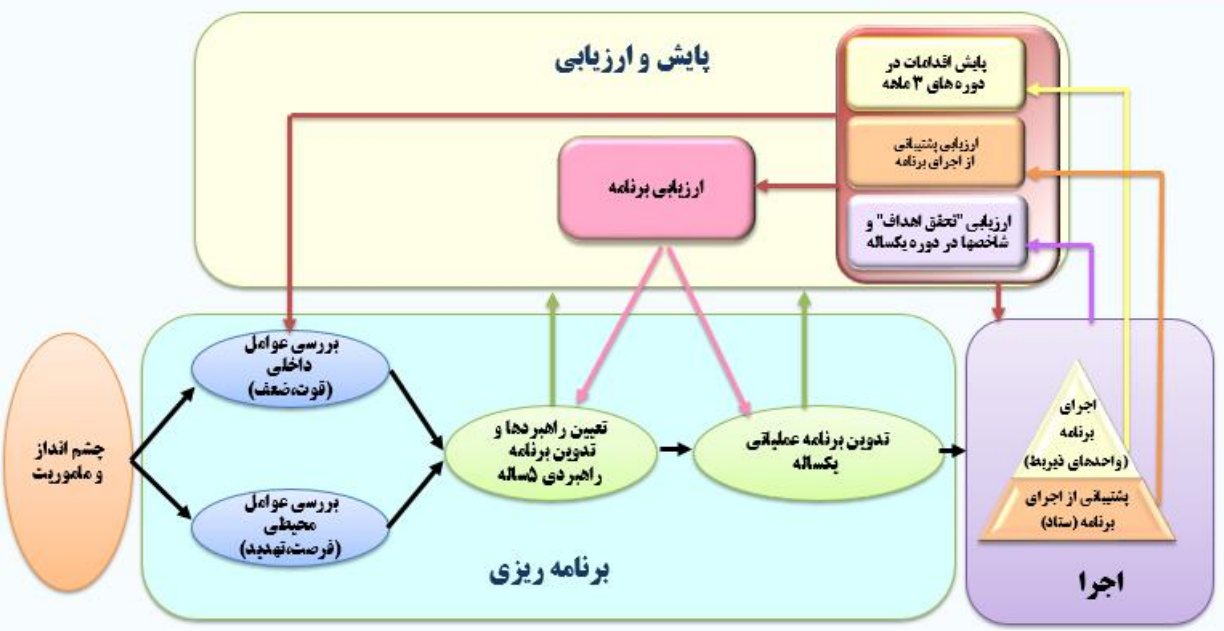 پایش و ارزیابی
پایش اقدامات در
دوره های ۳ ماهه
ارزیابی پشتیبانی
از اجرای برنامه
ارزیابی "تحقق اهداف" و
شاخصها در دوره یکساله
ارزیابی برنامه
چشم انداز
و ماموریت
بررسی عوامل
داخلی
(قوت،ضعف)
بررسی عوامل
محیطی
(فرصت،تهدید)
تعیین راهبردها و
تدوین برنامه
راهبردی ۵ساله
تدوین برنامه عملیاتی
یکساله
برنامه ریزی
اجرای
برنامه
(واحدهای ذیربط)
پشتیبانی از اجرای
برنامه (ستاد)
اجرا